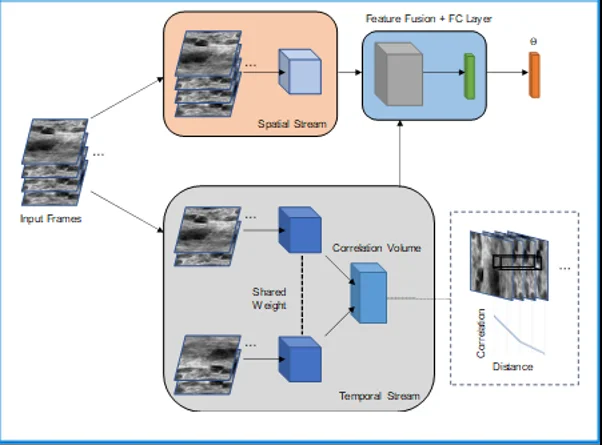 Feature Fusion + FC Layer
Θ
...
Spatial Stream
...
Input Frames
...
Correlation Volume
Shared
Weight
...
Temporal Stream
...
Correlation
Distance